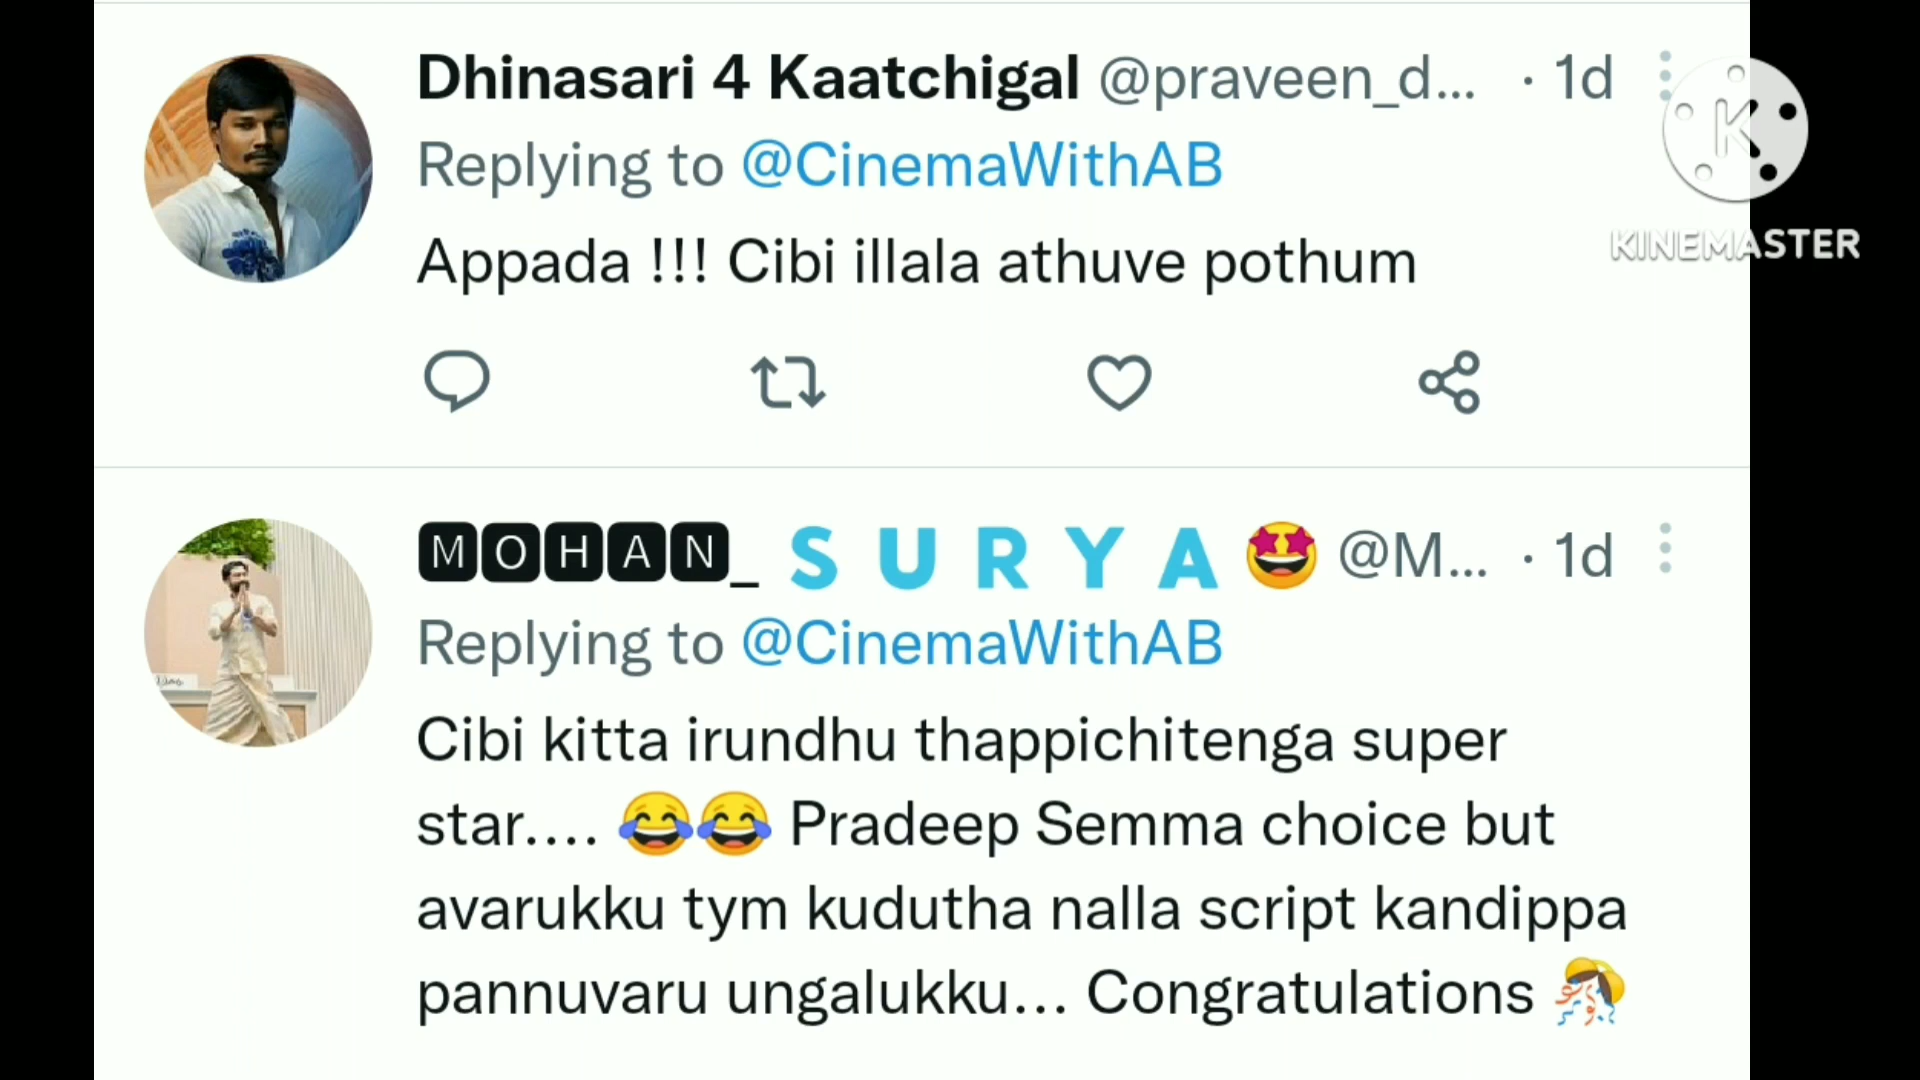 Dhinasari 4 Kaatchigal @praveen_d... · 1d
Replying to @CinemaWithAB
Appada !!! Cibi illala athuve pothum
K
KINEMASTER
🅼🅾🅷🅰🅽_ S U R Y A 🤩 @M... · 1d
Replying to @CinemaWithAB
Cibi kitta irundhu thappichitenga super
star.... 😂😂 Pradeep Semma choice but
avarukku tym kudutha nalla script kandippa
pannuvaru ungalukku... Congratulations 🎊